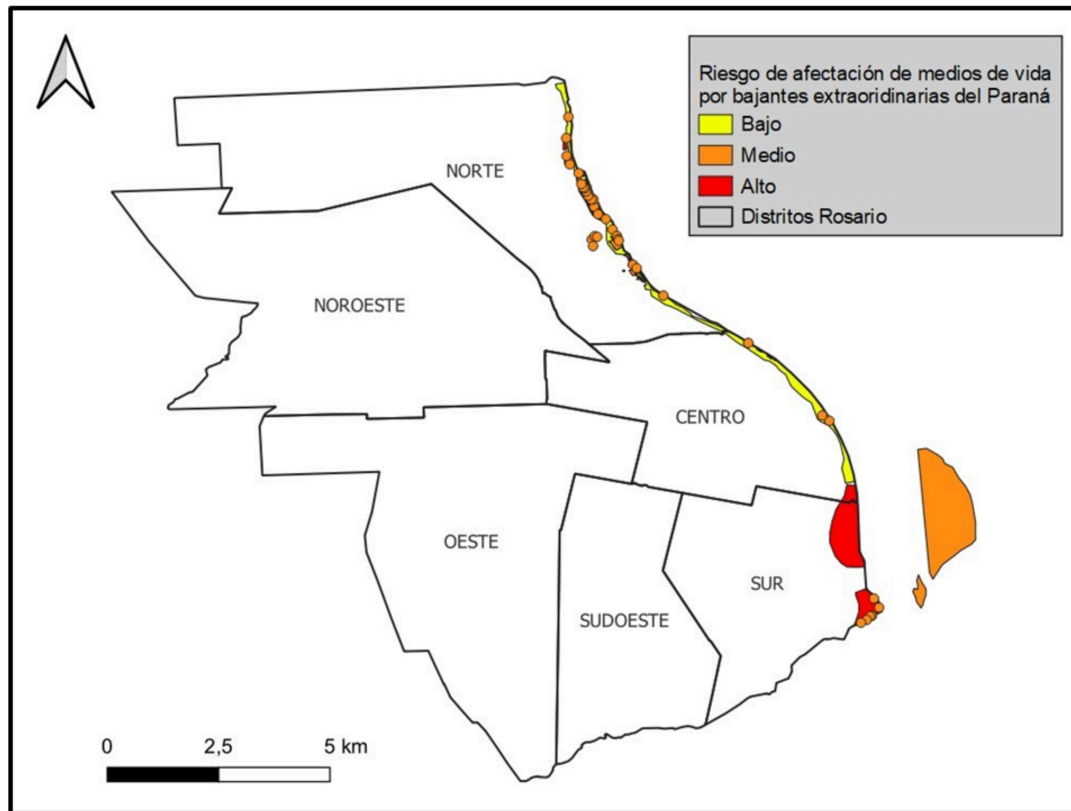 Riesgo de afectación de medios de vida
por bajantes extraoridinarias del Paraná
Bajo
Medio
Alto
Distritos Rosario
NORTE
NOROESTE
CENTRO
OESTE
SUR
SUDOESTE
0 2,5 5 km